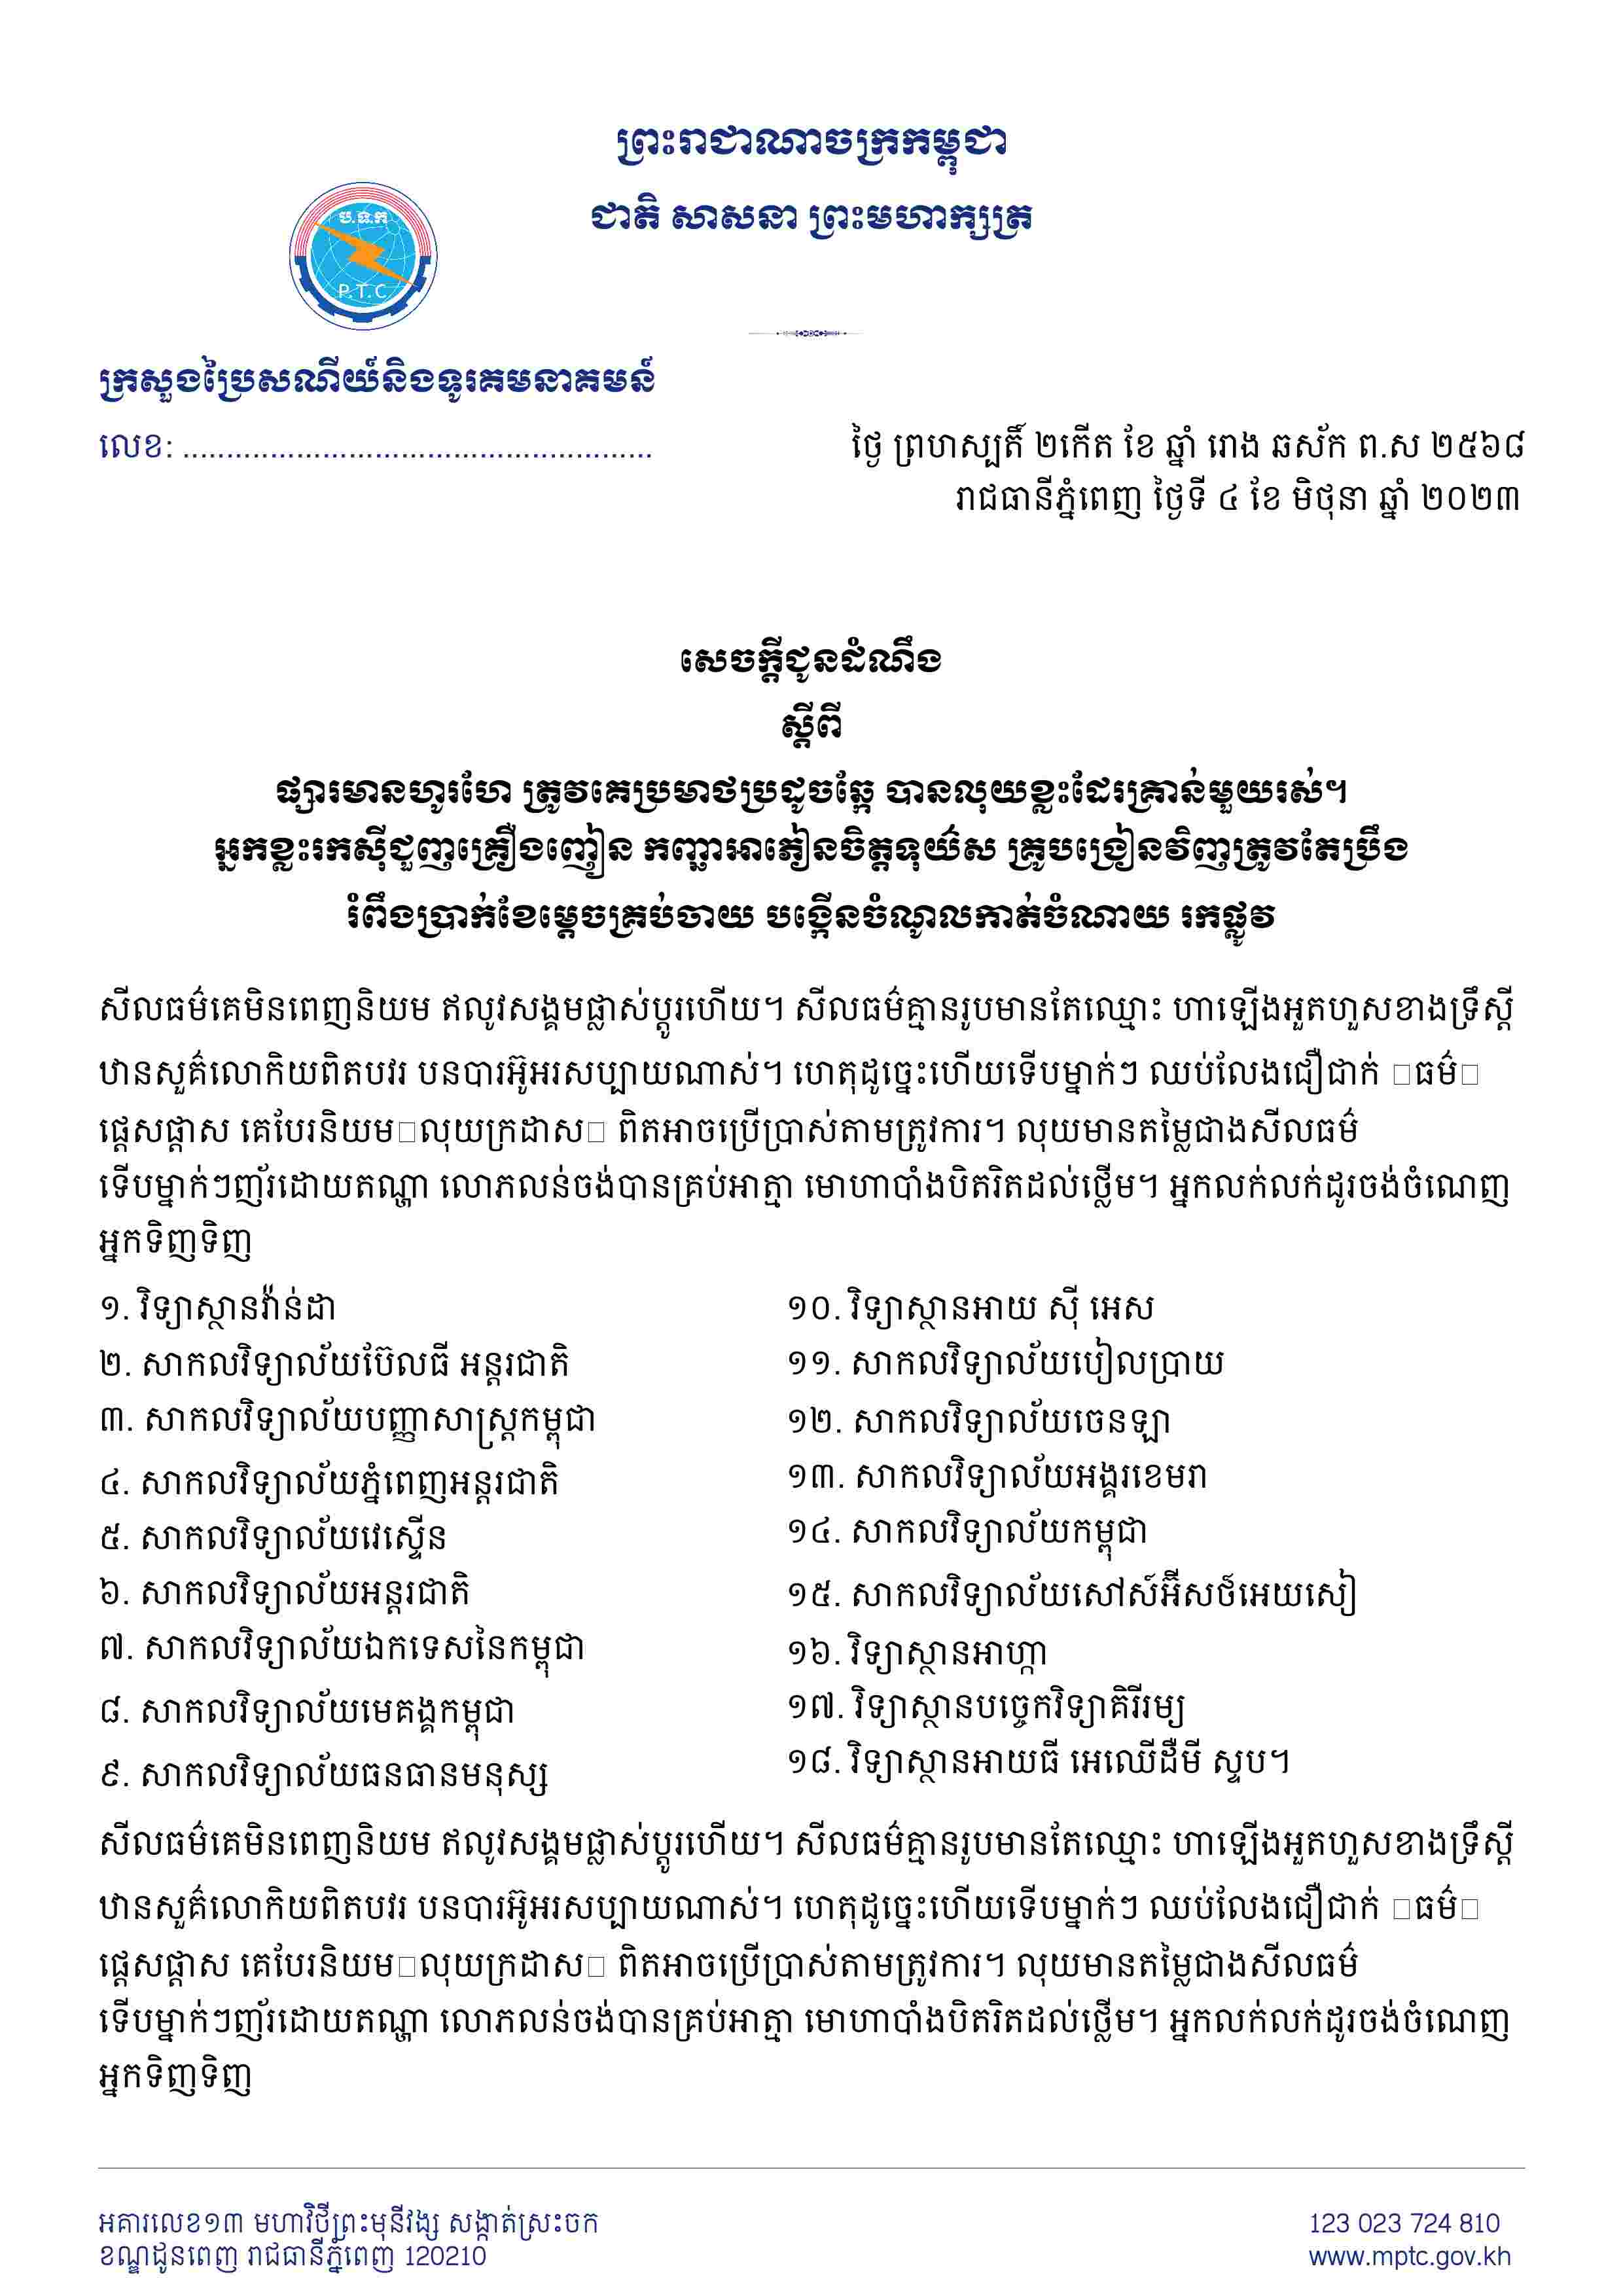 ព្រះរាជាណាចក្រកម្ពុជា
ជាតិ សាសនា ព្រះមហាក្សត្រ
ប.ទ.ក
P.T.C
ក្រសួងប្រៃសណីយ៍និងទូរគមនាគមន៍
លេខ: ......................................................
ថ្ងៃ ព្រហស្បតិ៍ ២កើត ខែ ឆ្នាំ រោង ឆស័ក ព.ស ២៥៦៨
រាជធានីភ្នំពេញ ថ្ងៃទី ៤ ខែ មិថុនា ឆ្នាំ ២០២៣
សេចក្តីជូនដំណឹង
ស្តីពី
ផ្សារមានហូរហែ ត្រូវគេប្រមាថប្រដូចឆ្កែ បានលុយខ្លះដែរគ្រាន់មួយរស់។
អ្នកខ្លះរកស៊ីជួញគ្រឿងញៀន កញ្ឆាអាភៀនចិត្តទុយ៌ស គ្រូបង្រៀនវិញត្រូវតែប្រឹង
រំពឹងប្រាក់ខែម្តេចគ្រប់ចាយ បង្កើនចំណូលកាត់ចំណាយ រកផ្លូវ
សីលធម៌គេមិនពេញនិយម ឥលូវសង្គមផ្លាស់ប្តូរហើយ។ សីលធម៌គ្មានរូបមានតែឈ្មោះ ហាឡើងអួតហួសខាងទ្រឹស្តី
ឋានសួគ៌លោកិយពិតបវរ បនបារអ៊ូអរសប្បាយណាស់។ ហេតុដូច្នេះហើយទើបម្នាក់ៗ ឈប់លែងជឿជាក់ □ធម៌□
ផ្តេសផ្តាស គេបែរនិយម□លុយក្រដាស□ ពិតអាចប្រើប្រាស់តាមត្រូវការ។ លុយមានតម្លៃជាងសីលធម៌
ទើបម្នាក់ៗញ័រដោយតណ្ហា លោភលន់ចង់បានគ្រប់អាត្មា មោហាបាំងបិតរិតដល់ថ្លើម។ អ្នកលក់លក់ដូរចង់ចំណេញ
អ្នកទិញទិញ
១. វិទ្យាស្ថានវ៉ាន់ដា
២. សាកលវិទ្យាល័យប៊ែលធី អន្តរជាតិ
៣. សាកលវិទ្យាល័យបញ្ញាសាស្ត្រកម្ពុជា
៤. សាកលវិទ្យាល័យភ្នំពេញអន្តរជាតិ
៥. សាកលវិទ្យាល័យវេស្ទើន
៦. សាកលវិទ្យាល័យអន្តរជាតិ
៧. សាកលវិទ្យាល័យឯកទេសនៃកម្ពុជា
៨. សាកលវិទ្យាល័យមេគង្គកម្ពុជា
៩. សាកលវិទ្យាល័យធនធានមនុស្ស
១០. វិទ្យាស្ថានអាយ ស៊ី អេស
១១. សាកលវិទ្យាល័យបៀលប្រាយ
១២. សាកលវិទ្យាល័យចេនឡា
១៣. សាកលវិទ្យាល័យអង្គរខេមរា
១៤. សាកលវិទ្យាល័យកម្ពុជា
១៥. សាកលវិទ្យាល័យសៅស៍អ៊ីសថ៍អេយសៀ
១៦. វិទ្យាស្ថានអាហ្កា
១៧. វិទ្យាស្ថានបច្ចេកវិទ្យាគិរីរម្យ
១៨. វិទ្យាស្ថានអាយធី អេឈើដឺមី ស្ទប។
សីលធម៌គេមិនពេញនិយម ឥលូវសង្គមផ្លាស់ប្តូរហើយ។ សីលធម៌គ្មានរូបមានតែឈ្មោះ ហាឡើងអួតហួសខាងទ្រឹស្តី
ឋានសួគ៌លោកិយពិតបវរ បនបារអ៊ូអរសប្បាយណាស់។ ហេតុដូច្នេះហើយទើបម្នាក់ៗ ឈប់លែងជឿជាក់ □ធម៌□
ផ្តេសផ្តាស គេបែរនិយម□លុយក្រដាស□ ពិតអាចប្រើប្រាស់តាមត្រូវការ។ លុយមានតម្លៃជាងសីលធម៌
ទើបម្នាក់ៗញ័រដោយតណ្ហា លោភលន់ចង់បានគ្រប់អាត្មា មោហាបាំងបិតរិតដល់ថ្លើម។ អ្នកលក់លក់ដូរចង់ចំណេញ
អ្នកទិញទិញ
អគារលេខ១៣ មហាវិថីព្រះមុនីវង្ស សង្កាត់ស្រះចក
ខណ្ឌដូនពេញ រាជធានីភ្នំពេញ 120210
123 023 724 810
www.mptc.gov.kh